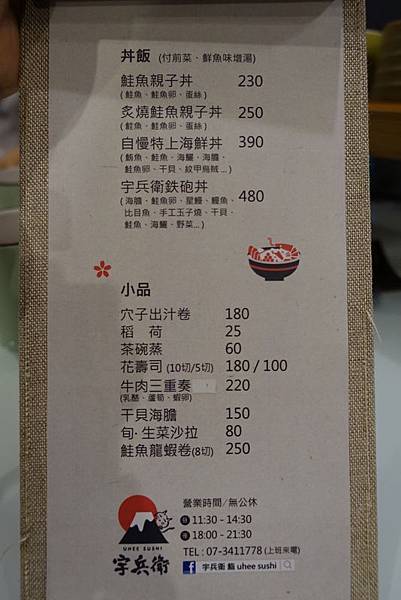 丼飯 (付前菜、鮮魚味增湯)
鮭魚親子丼 230
(鮭魚、鮭魚卵、蛋絲)
炙燒鮭魚親子丼 250
(鮭魚、鮭魚卵、蛋絲)
自慢特上海鮮丼 390
(鮪魚、鮭魚、海鱺、海膽、
鮭魚卵、干貝、紋甲烏賊...)
宇兵衛鉄砲丼 480
(海膽、鮭魚卵、星鰻、鰻魚、
比目魚、手工玉子燒、干貝、
鮭魚、海鱺、野菜...)
小品
穴子出汁卷 180
稻 荷 25
茶碗蒸 60
花壽司 (10切/5切) 180 / 100
牛肉三重奏 220
(乳酪、蘆筍、蝦卵)
干貝海膽 150
旬·生菜沙拉 80
鮭魚龍蝦卷(8切) 250
營業時間/無公休
11:30 - 14:30
18:00 - 21:30
UHEE SUSHI
TEL : 07-3411778 (上班來電)
宇兵衛
f 宇兵衛 鮨 uhee sushi